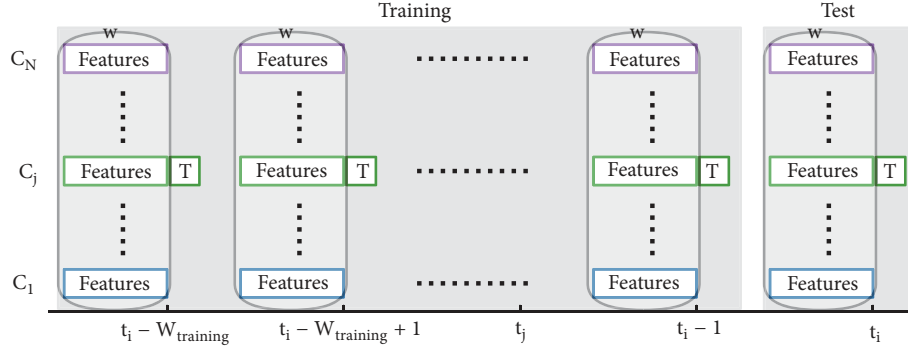 Training Test
w w w w
C_N Features Features Features Features
C_j Features T Features T Features T Features T
C_1 Features Features Features Features
t_i − W_training t_i − W_training + 1 t_j t_i − 1 t_i